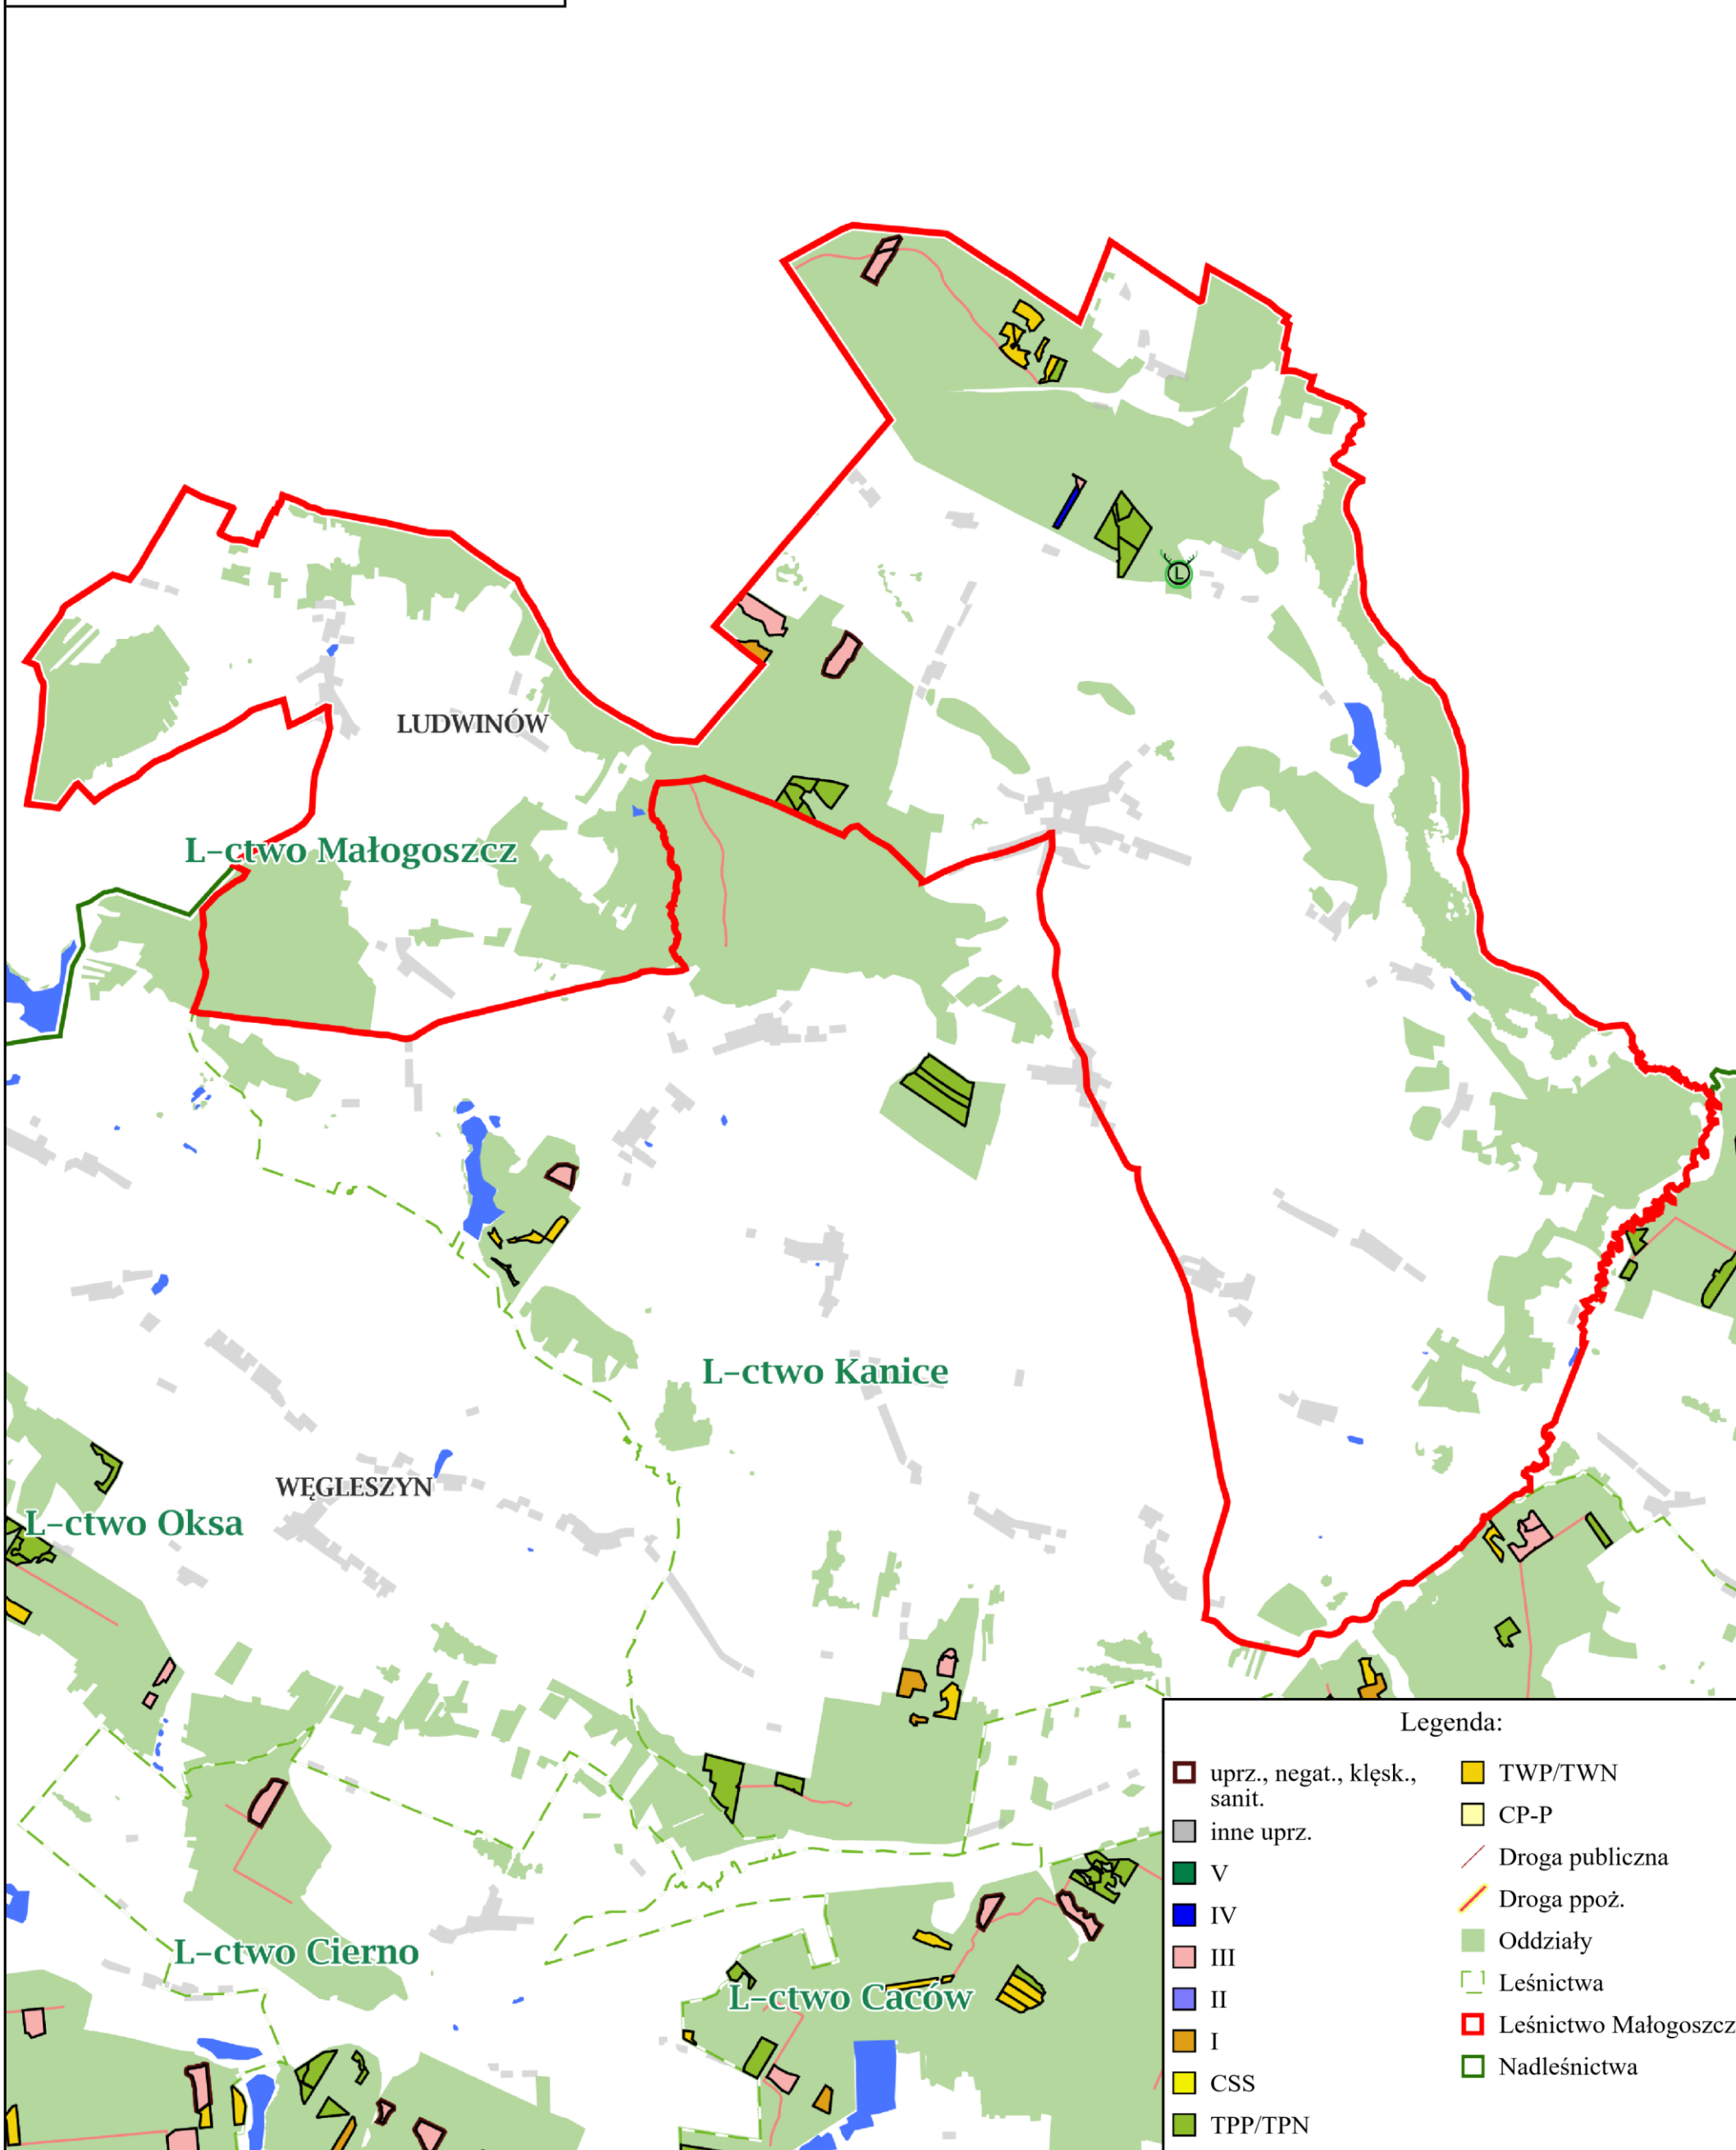 L
LUDWINÓW
L–ctwo Małogoszcz
L–ctwo Kanice
WĘGLESZYN
L–ctwo Oksa
L–ctwo Cierno
L–ctwo Caców
Legenda:
uprz., negat., klęsk.,
sanit.
inne uprz.
V
IV
III
II
I
CSS
TPP/TPN
TWP/TWN
CP-P
Droga publiczna
Droga ppoż.
Oddziały
Leśnictwa
Leśnictwo Małogoszcz
Nadleśnictwa